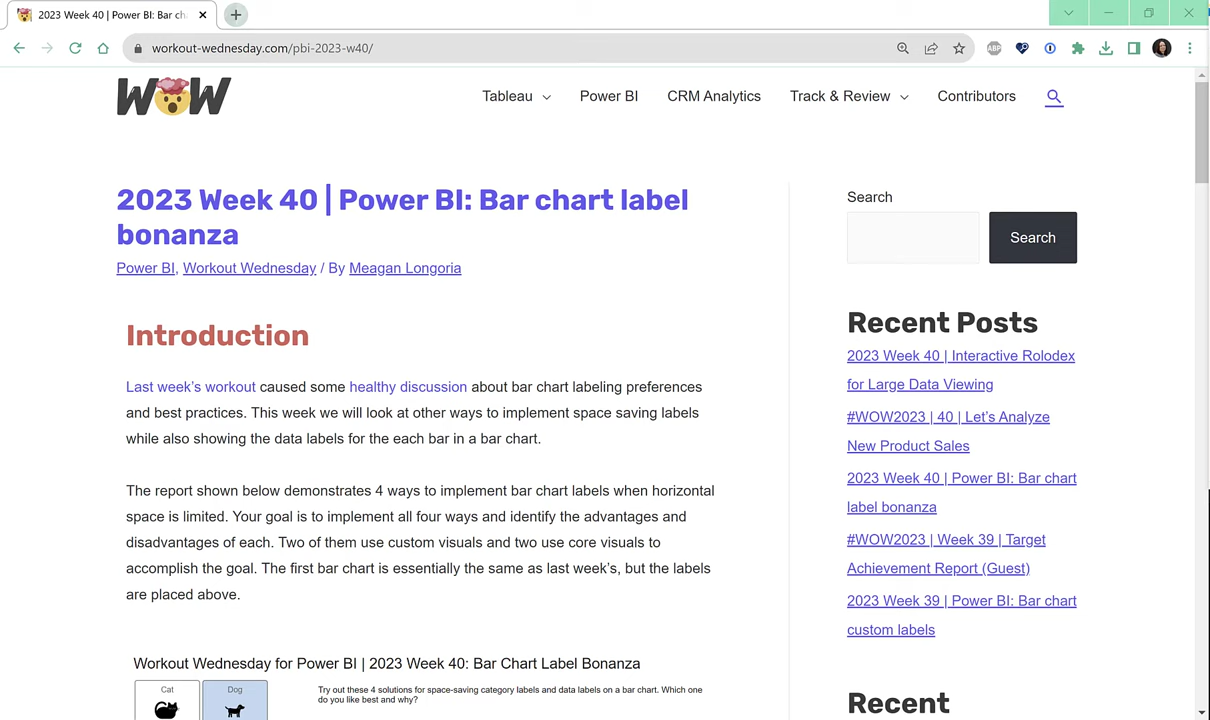 2023 Week 40 | Power BI: Bar ch
workout-wednesday.com/pbi-2023-w40/
ABP
WOW
Tableau
Power BI
CRM Analytics
Track & Review
Contributors
2023 Week 40 | Power BI: Bar chart label
bonanza
Power BI, Workout Wednesday / By Meagan Longoria
Introduction
Last week's workout caused some healthy discussion about bar chart labeling preferences
and best practices. This week we will look at other ways to implement space saving labels
while also showing the data labels for the each bar in a bar chart.
The report shown below demonstrates 4 ways to implement bar chart labels when horizontal
space is limited. Your goal is to implement all four ways and identify the advantages and
disadvantages of each. Two of them use custom visuals and two use core visuals to
accomplish the goal. The first bar chart is essentially the same as last week's, but the labels
are placed above.
Workout Wednesday for Power BI | 2023 Week 40: Bar Chart Label Bonanza
Cat
Dog
Try out these 4 solutions for space-saving category labels and data labels on a bar chart. Which one
do you like best and why?
Search
Search
Recent Posts
2023 Week 40 | Interactive Rolodex
for Large Data Viewing
#WOW2023 | 40 | Let's Analyze
New Product Sales
2023 Week 40 | Power BI: Bar chart
label bonanza
#WOW2023 | Week 39 | Target
Achievement Report (Guest)
2023 Week 39 | Power BI: Bar chart
custom labels
Recent